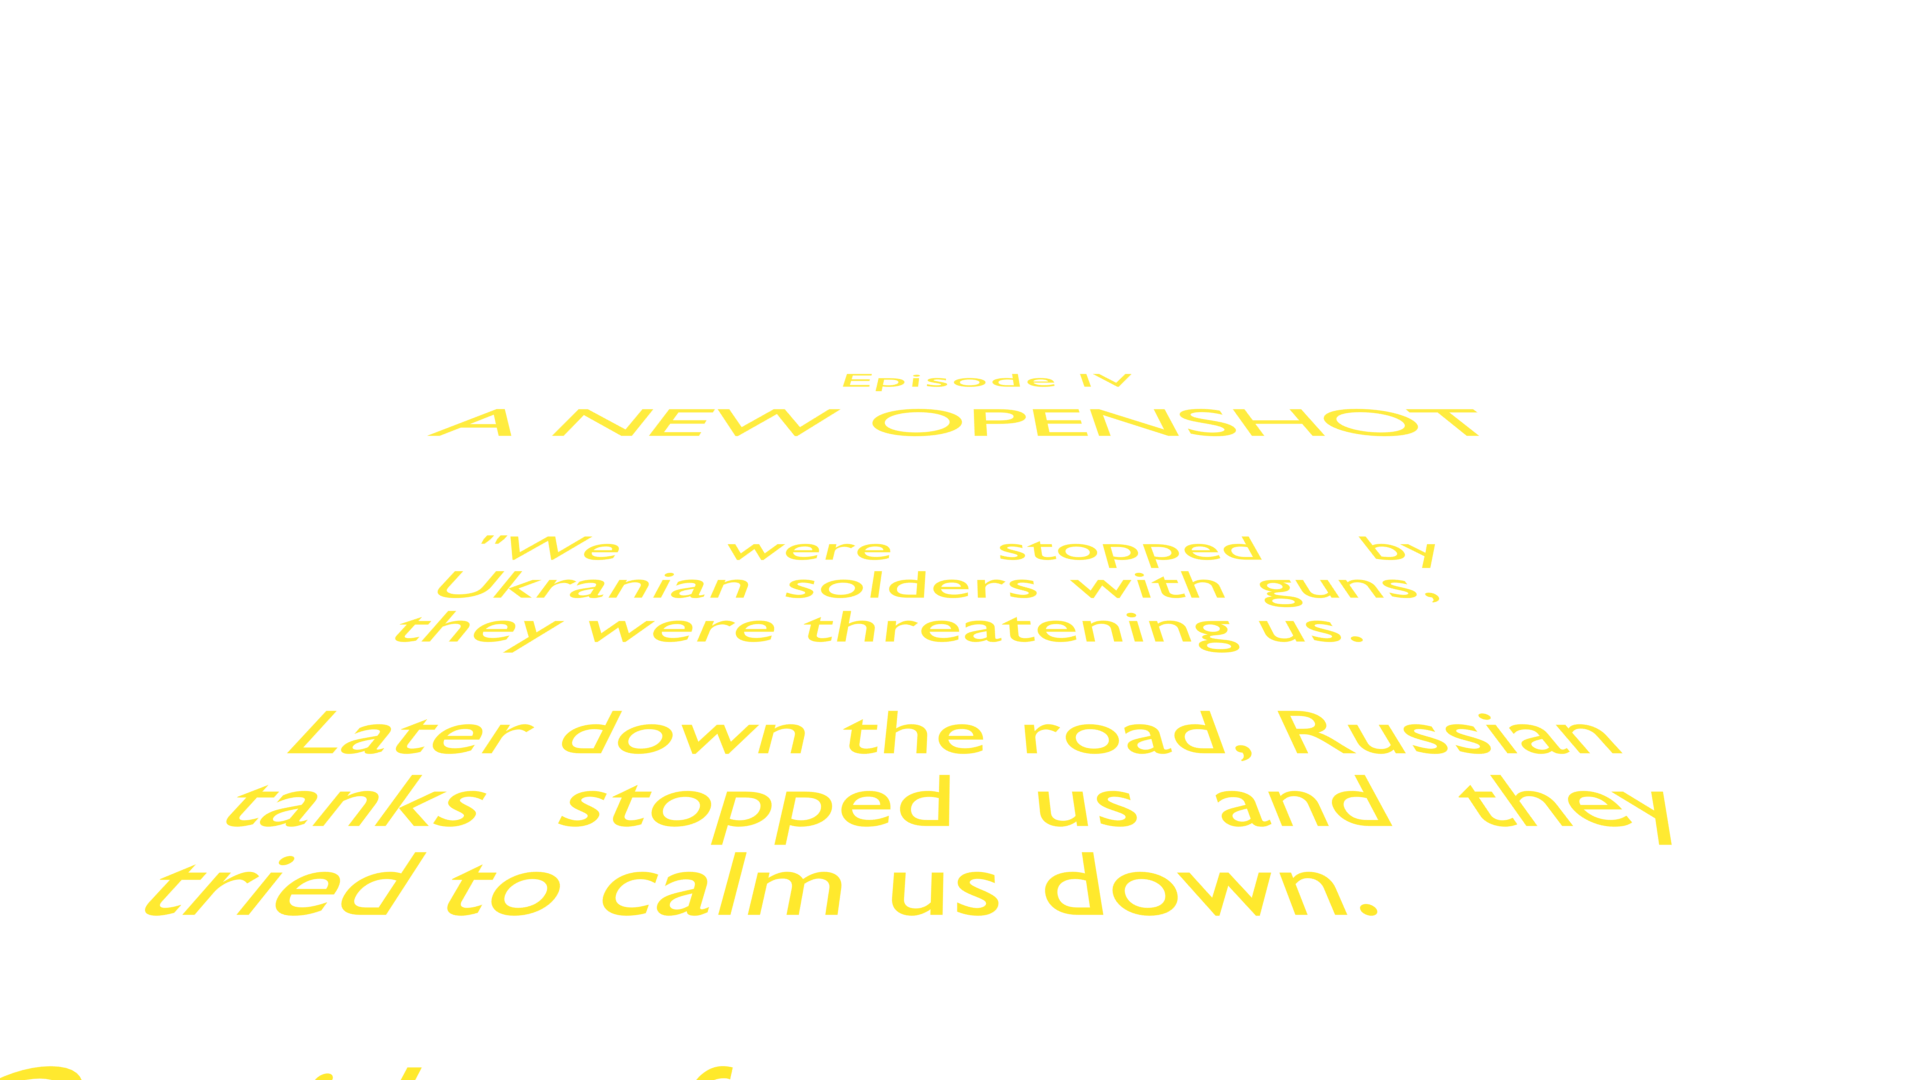 Episode IV
A NEW OPENSHOT
"We were stopped by
Ukranian solders with guns,
they were threatening us.
Later down the road, Russian
tanks stopped us and they
tried to calm us down.